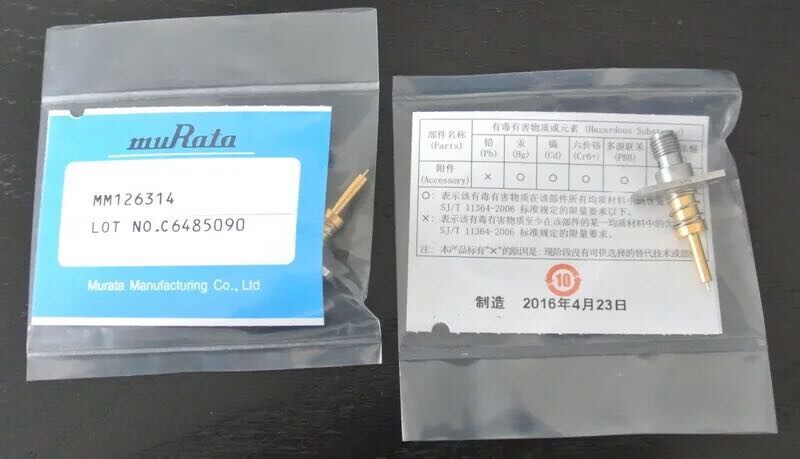 muRata
MM126314
LOT NO.C6485090
Murata Manufacturing Co., Ltd
部件名称
(Parts)
有毒有害物质或元素 (Hazardous
铅
(Pb)
汞
(Hg)
镉
(Cd)
六价铬
(Cr6+)
多溴联苯
(PBB)
附件
(Accessory)
×
○
○
○
○
○: 表示该有毒有害物质在该部件所有均质材料中
SJ/T 11364-2006 标准规定的限量要求以下。
×: 表示该有毒有害物质至少在该部件的某一均质材料中的含
SJ/T 11364-2006 标准规定的限量要求。
注: 本产品标有"×"的原因是: 现阶段没有可供选择的替代技术或部
10
制造 2016年4月23日